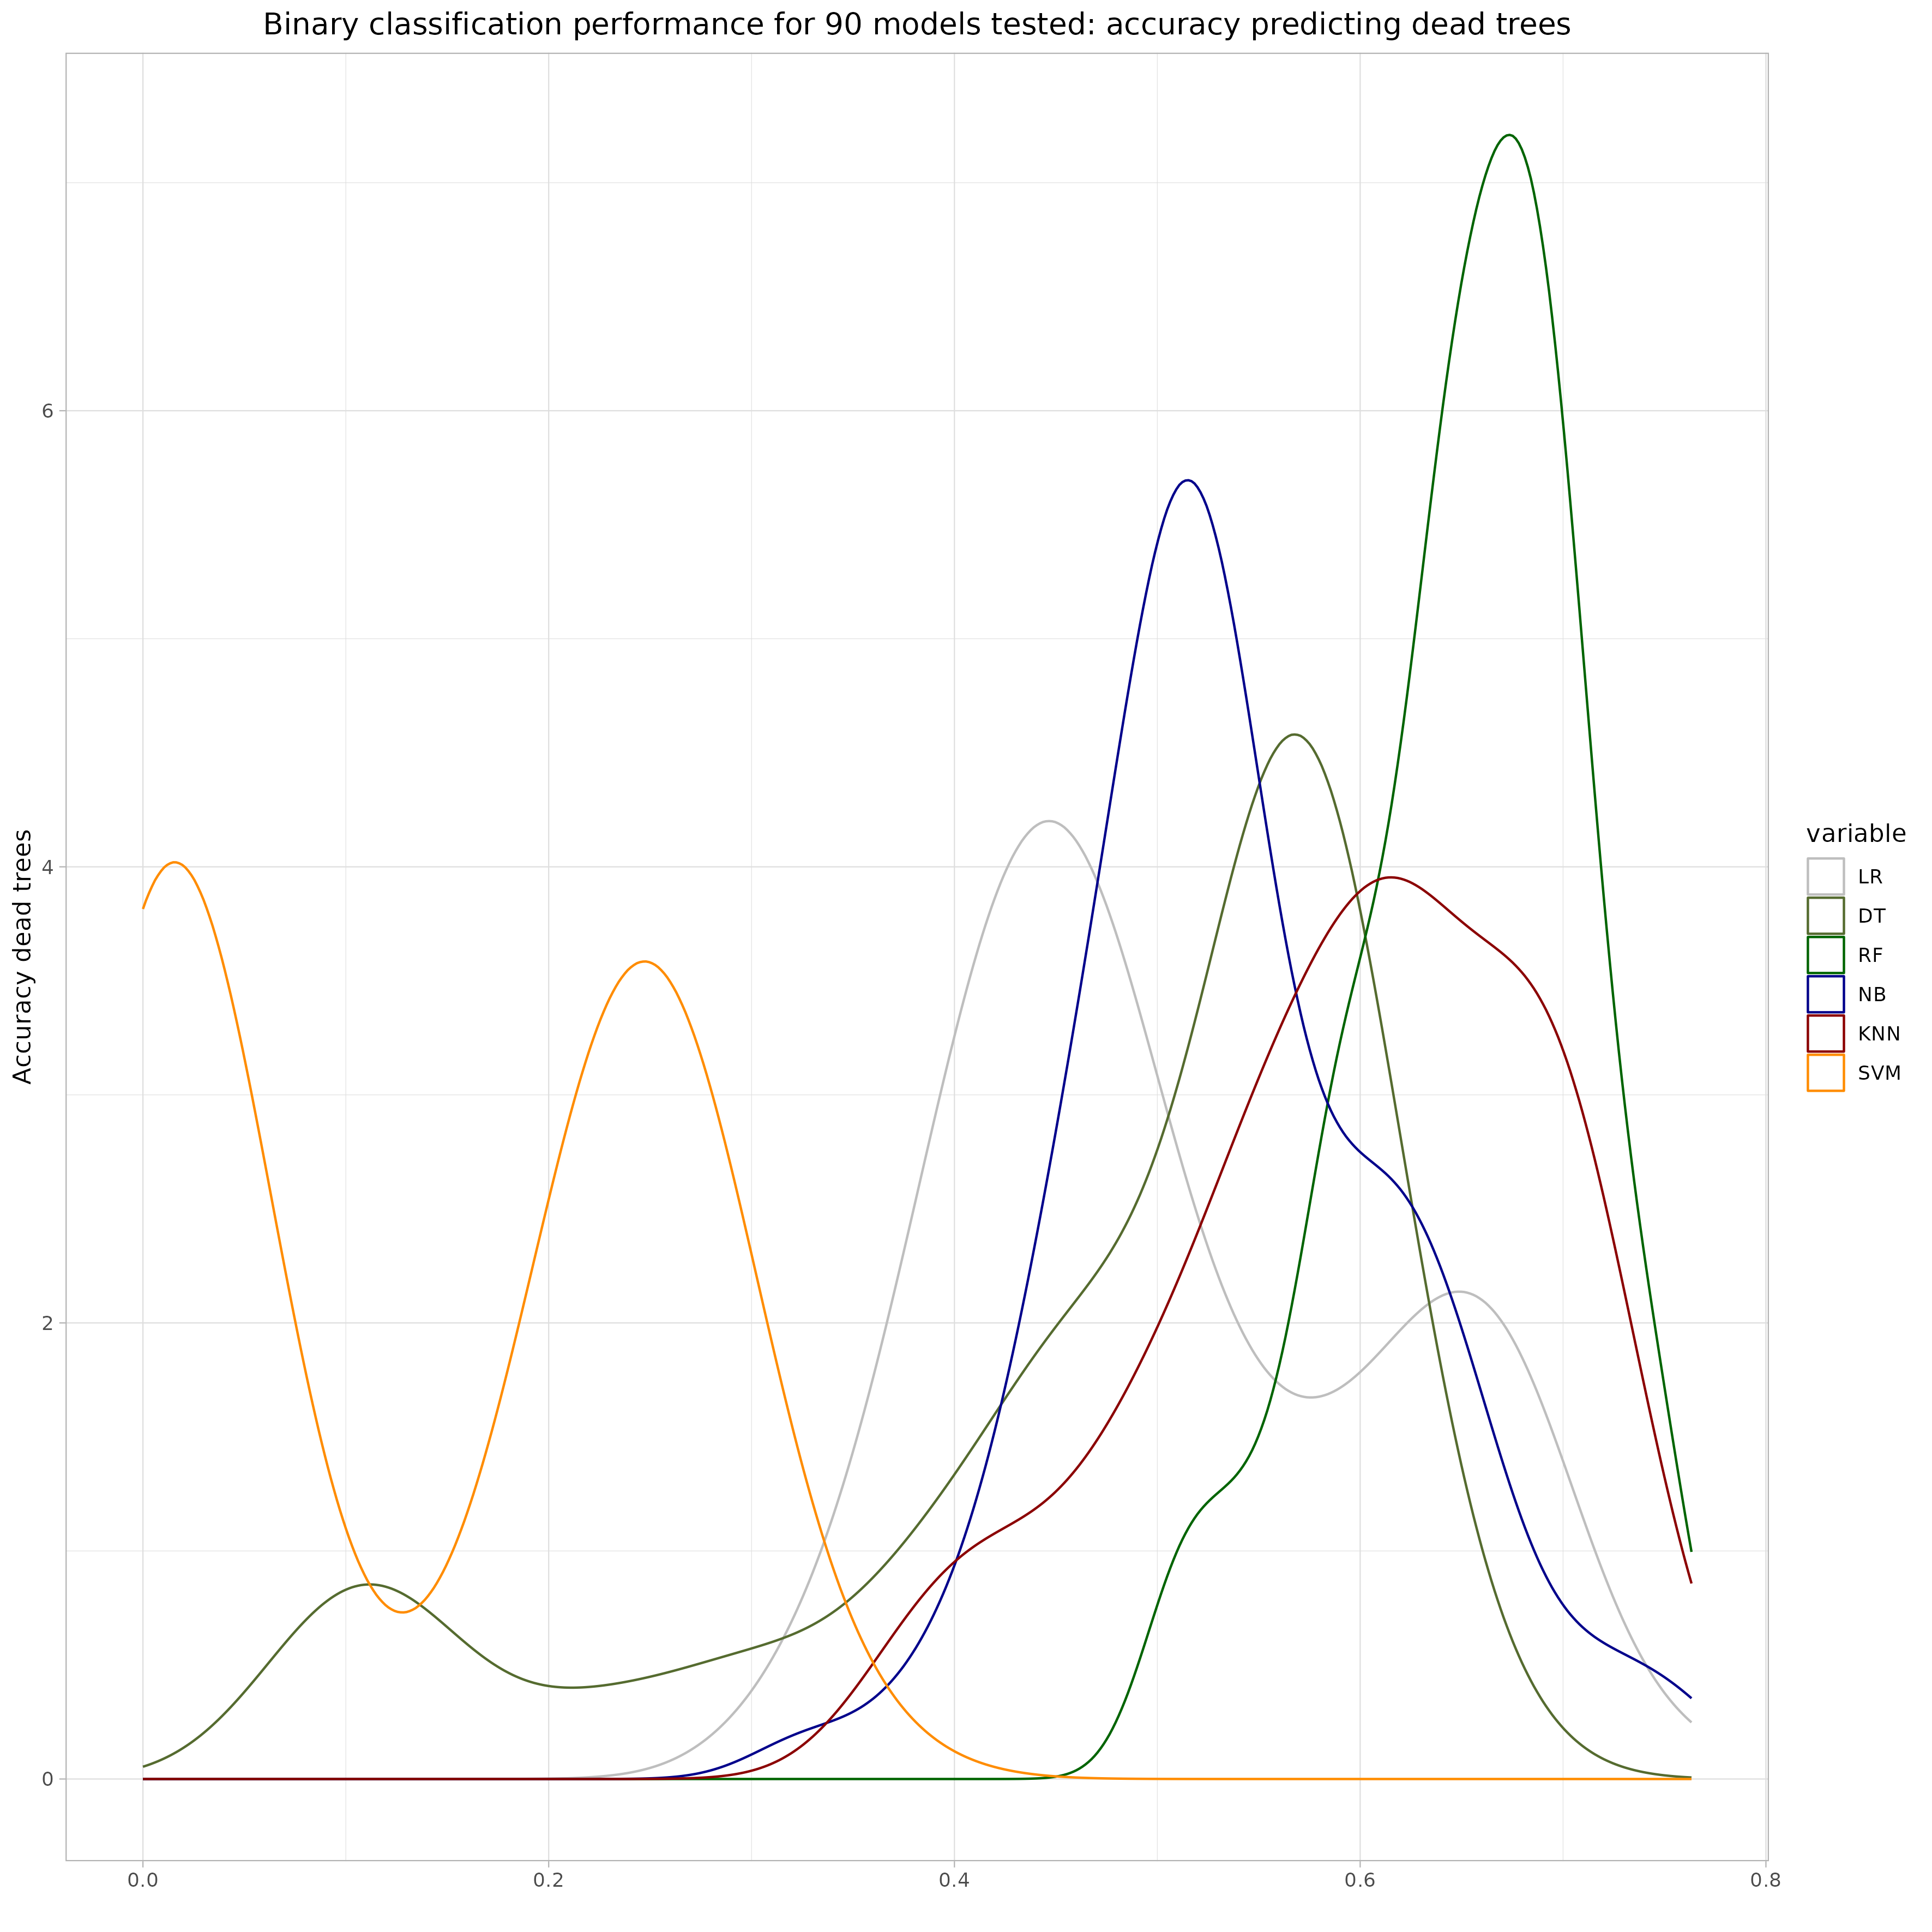 Binary classification performance for 90 models tested: accuracy predicting dead trees
Accuracy dead trees
6
4
2
0
0.0 0.2 0.4 0.6 0.8
variable
LR
DT
RF
NB
KNN
SVM